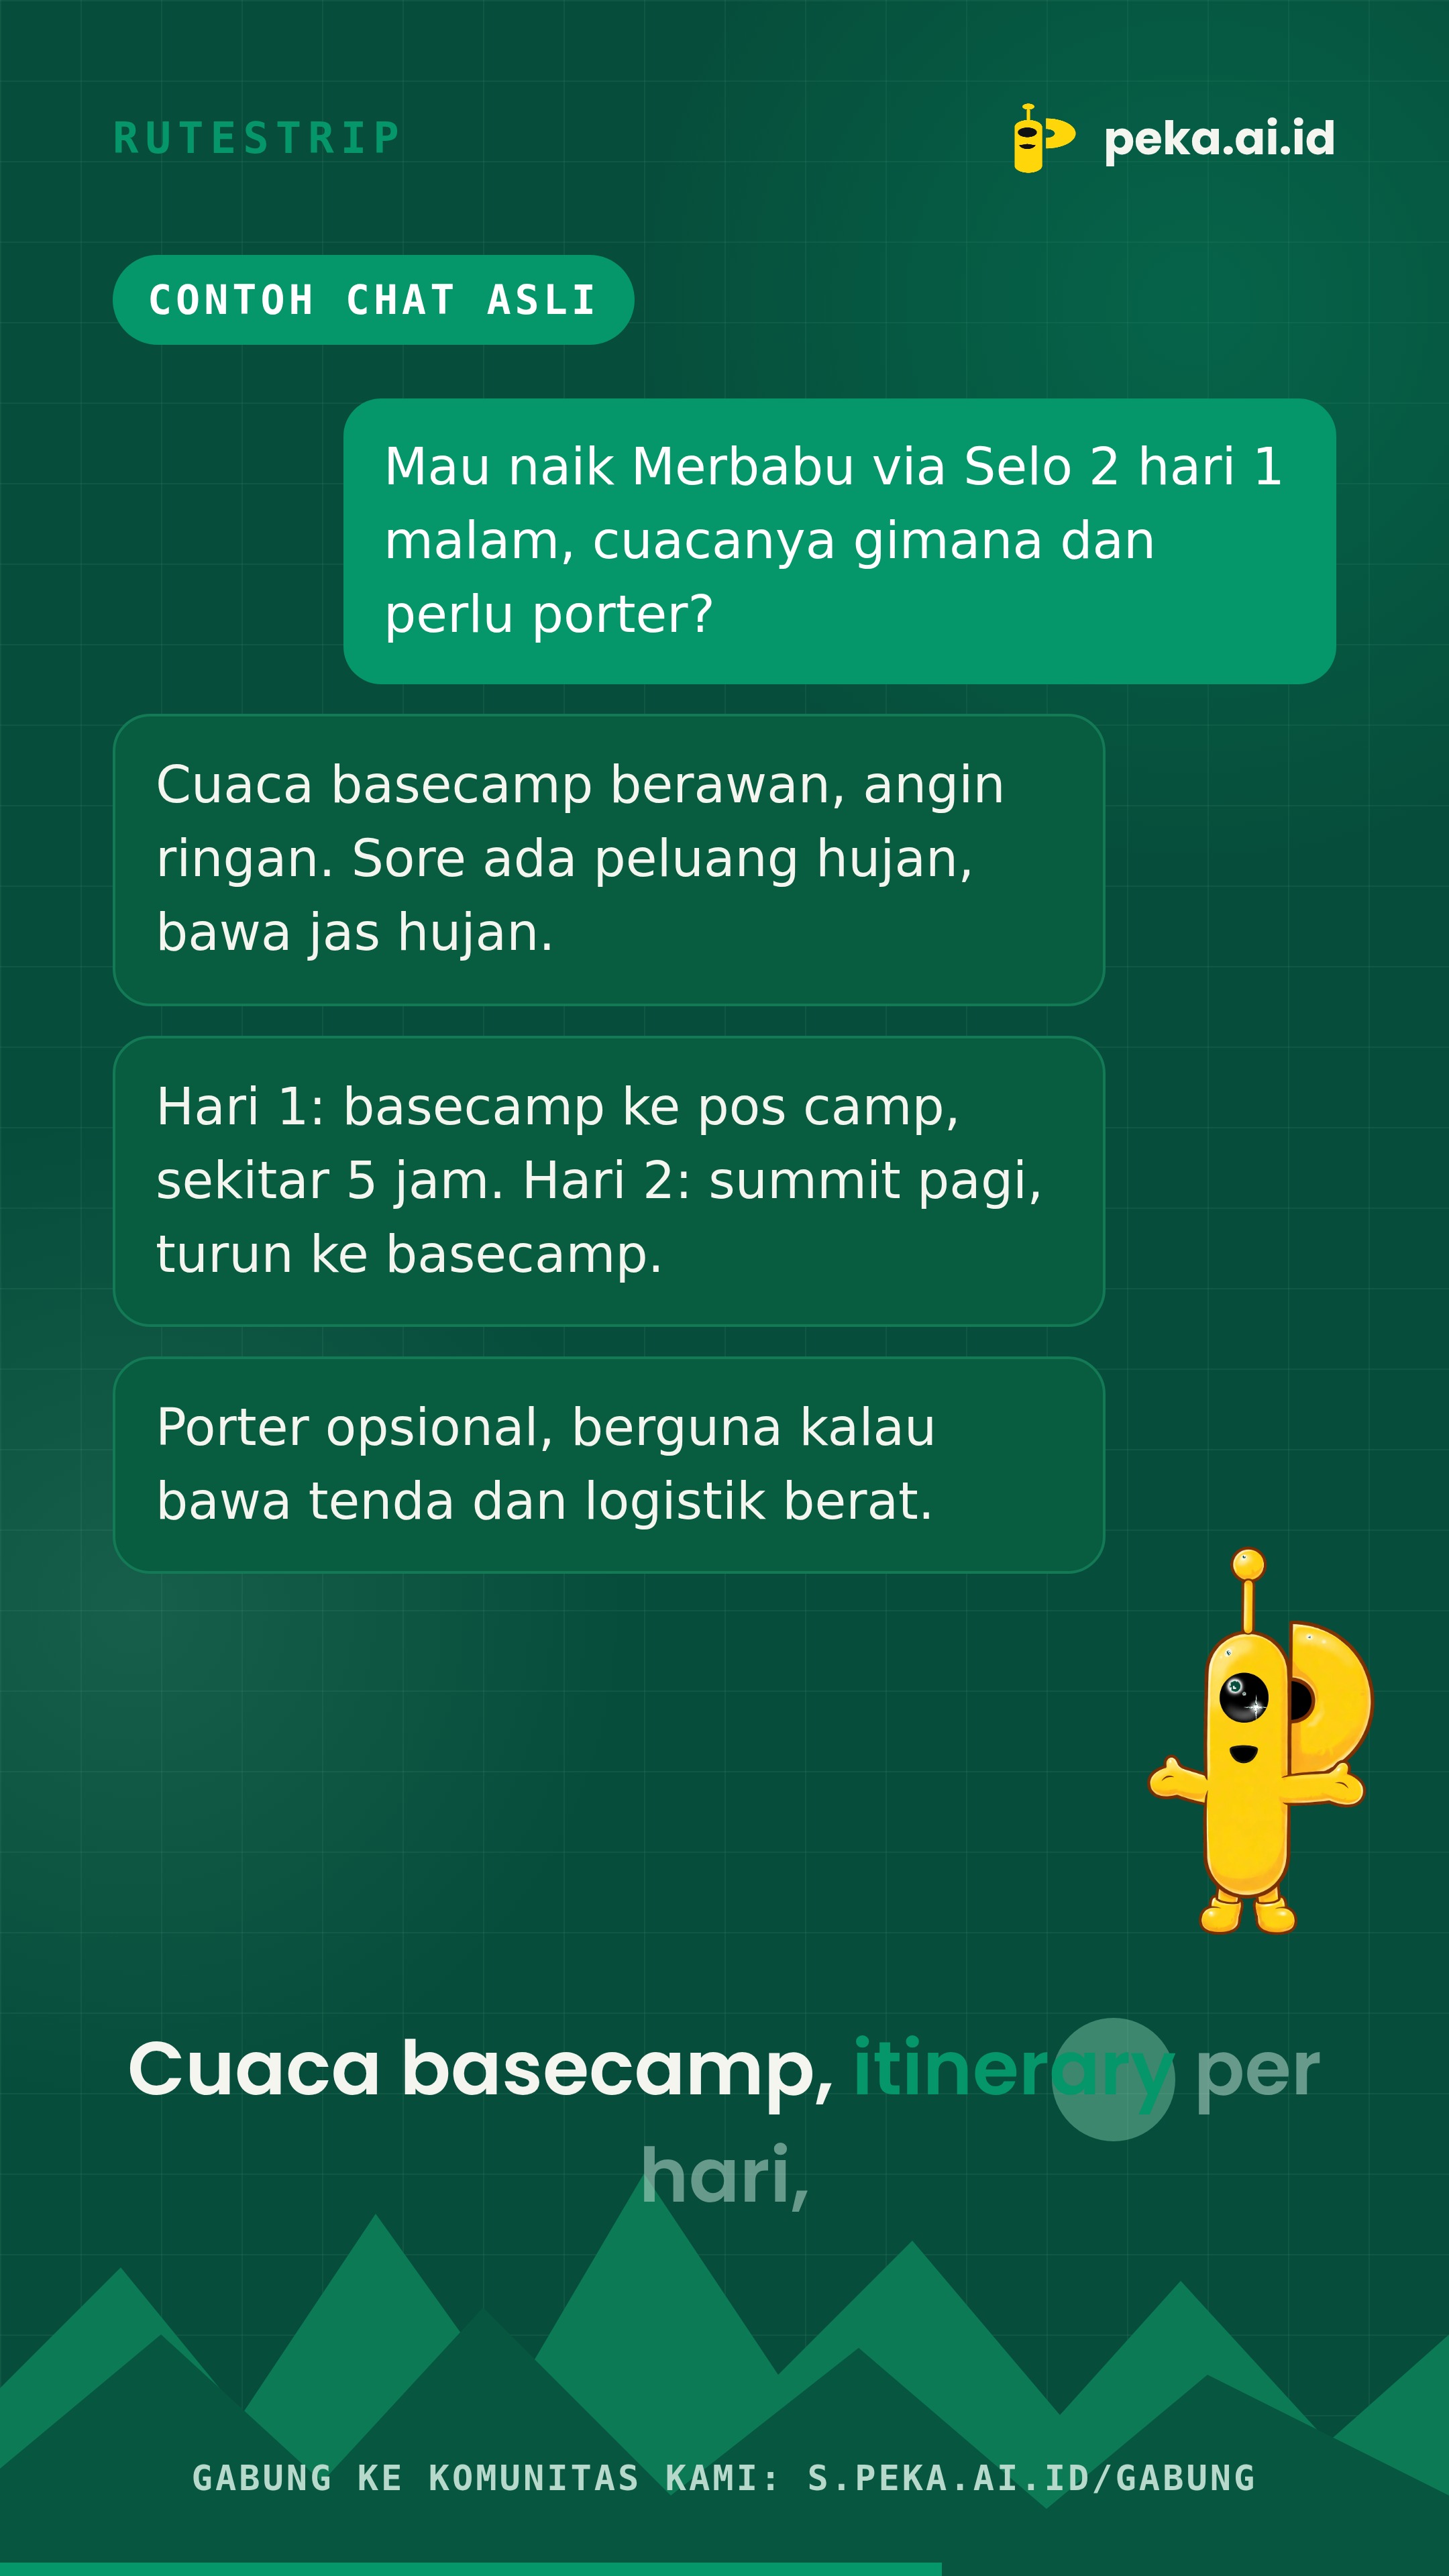 RUTESTRIP
peka.ai.id
CONTOH CHAT ASLI
Mau naik Merbabu via Selo 2 hari 1
malam, cuacanya gimana dan
perlu porter?
Cuaca basecamp berawan, angin
ringan. Sore ada peluang hujan,
bawa jas hujan.
Hari 1: basecamp ke pos camp,
sekitar 5 jam. Hari 2: summit pagi,
turun ke basecamp.
Porter opsional, berguna kalau
bawa tenda dan logistik berat.
Cuaca basecamp, itinerary per
hari,
GABUNG KE KOMUNITAS KAMI: S.PEKA.AI.ID/GABUNG